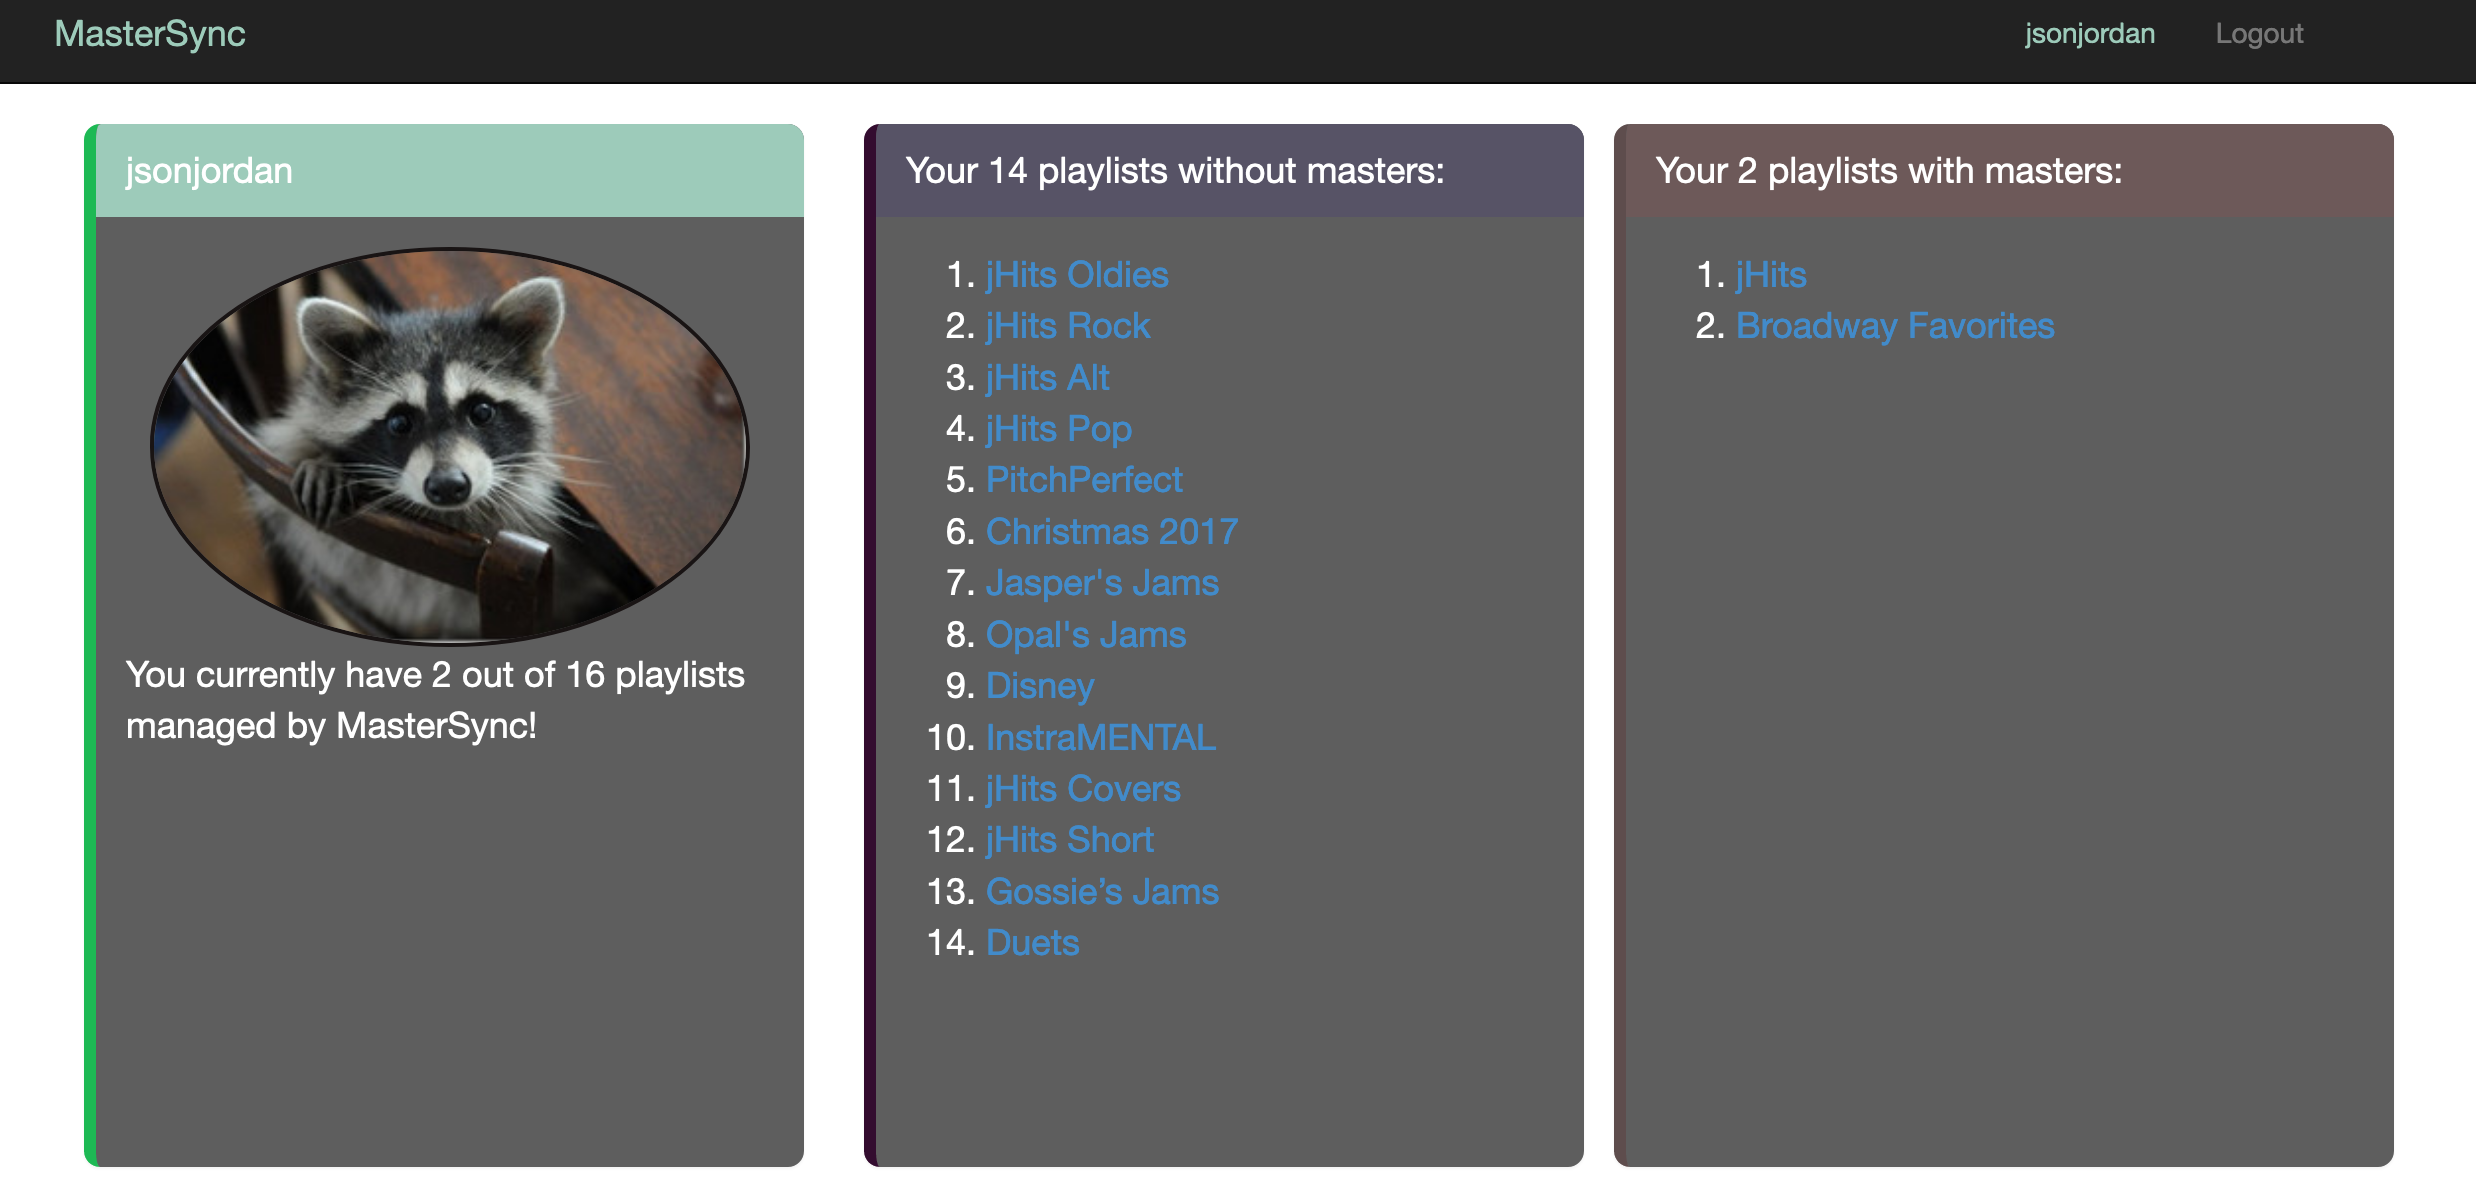 MasterSync
jsonjordan
Logout
jsonjordan
You currently have 2 out of 16 playlists
managed by MasterSync!
Your 14 playlists without masters:
1. jHits Oldies
2. jHits Rock
3. jHits Alt
4. jHits Pop
5. PitchPerfect
6. Christmas 2017
7. Jasper's Jams
8. Opal's Jams
9. Disney
10. InstraMENTAL
11. jHits Covers
12. jHits Short
13. Gossie’s Jams
14. Duets
Your 2 playlists with masters:
1. jHits
2. Broadway Favorites